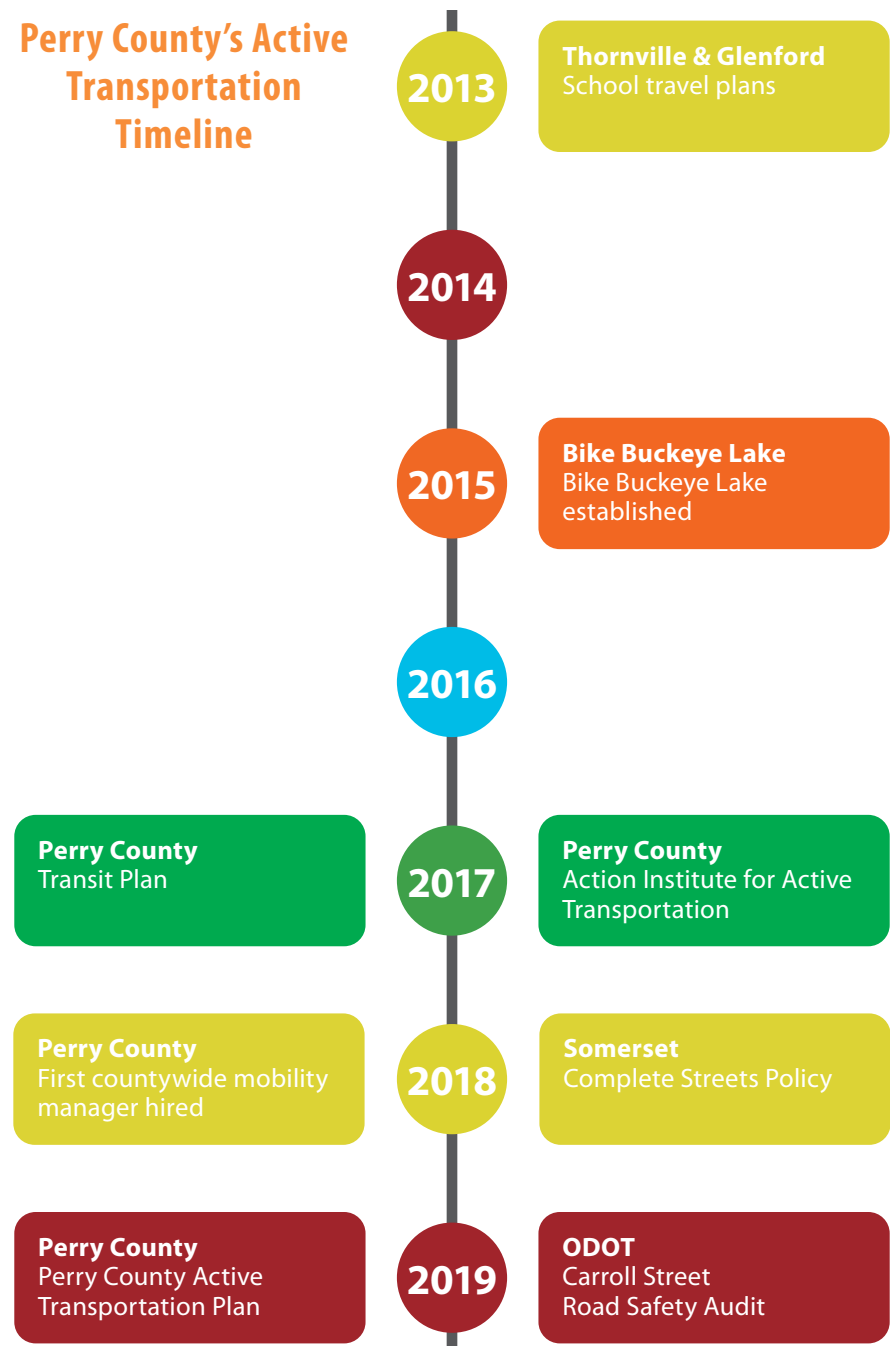 Perry County's Active
Transportation
Timeline
2013
Thornville & Glenford
School travel plans
2014
2015
Bike Buckeye Lake
Bike Buckeye Lake
established
2016
Perry County
Transit Plan
2017
Perry County
Action Institute for Active
Transportation
Perry County
First countywide mobility
manager hired
2018
Somerset
Complete Streets Policy
Perry County
Perry County Active
Transportation Plan
2019
ODOT
Carroll Street
Road Safety Audit